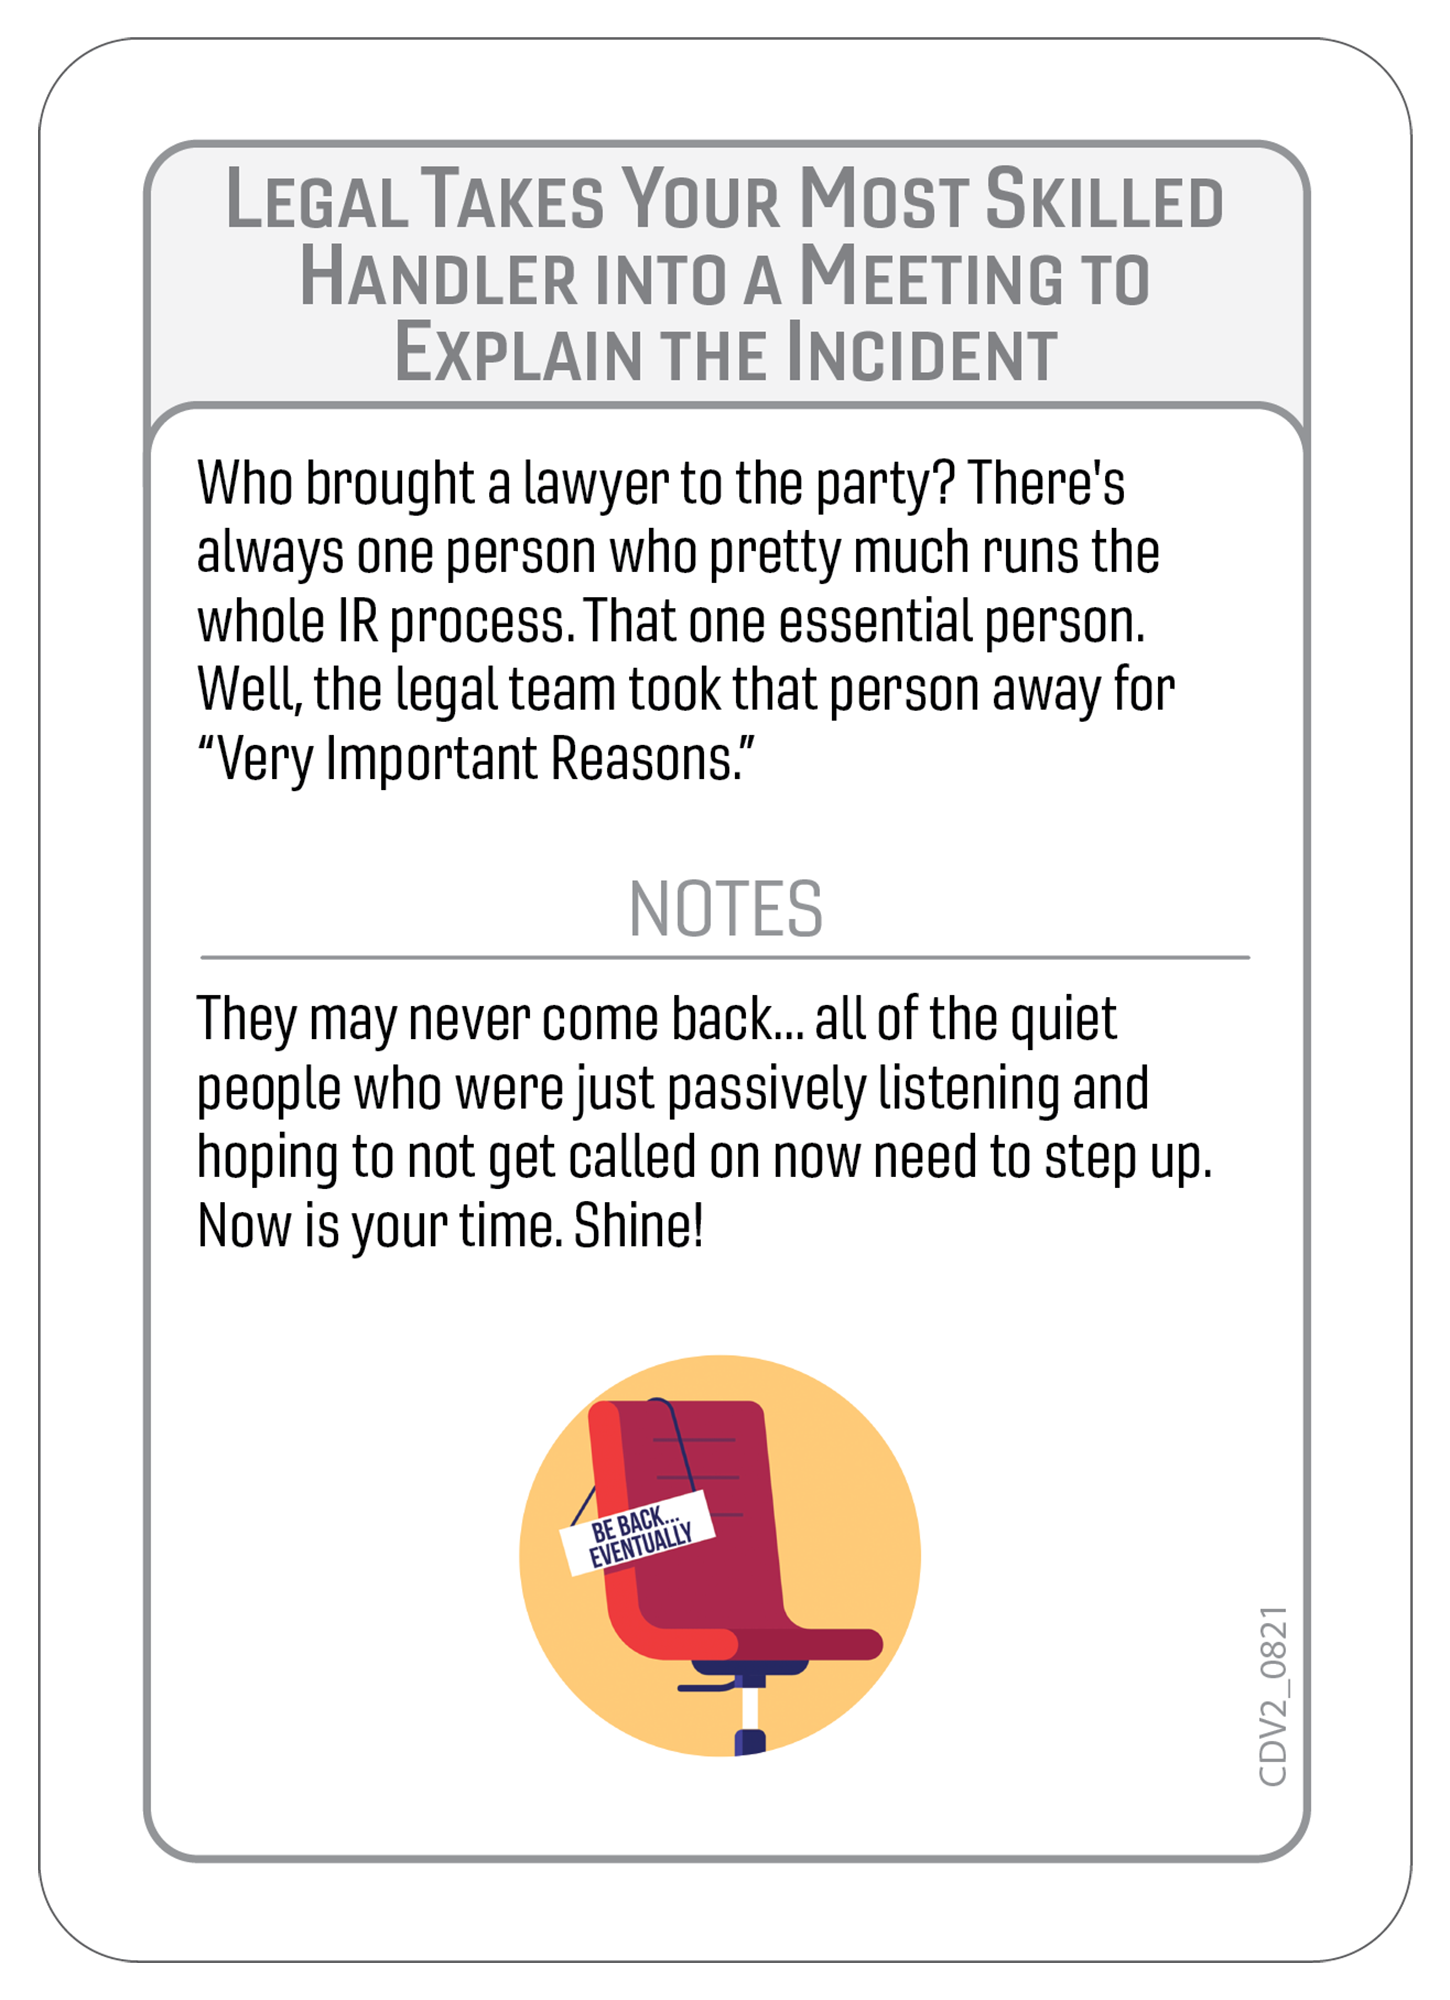 Legal Takes Your Most Skilled
Handler into a Meeting to
Explain the Incident
Who brought a lawyer to the party? There's
always one person who pretty much runs the
whole IR process. That one essential person.
Well, the legal team took that person away for
“Very Important Reasons.”
NOTES
They may never come back... all of the quiet
people who were just passively listening and
hoping to not get called on now need to step up.
Now is your time. Shine!
BE BACK...
EVENTUALLY
CDV2_0821